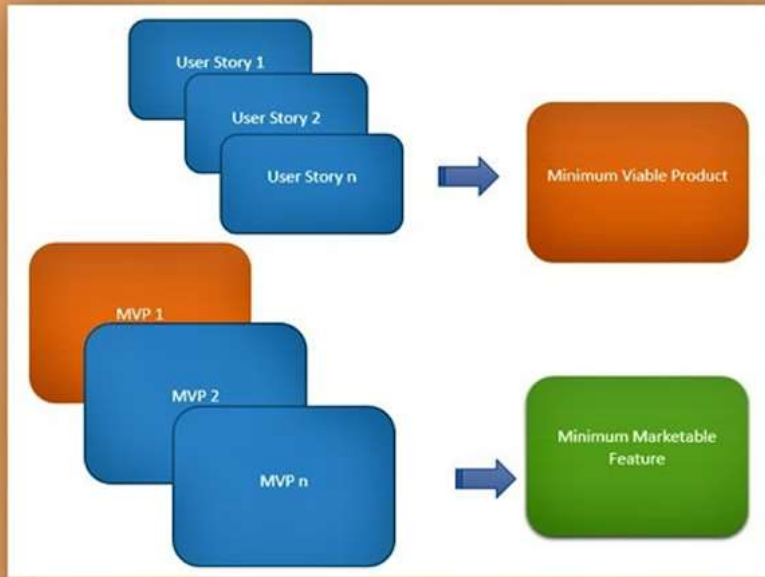 User Story 1
User Story 2
User Story n
Minimum Viable Product
MVP 1
MVP 2
MVP n
Minimum Marketable
Feature